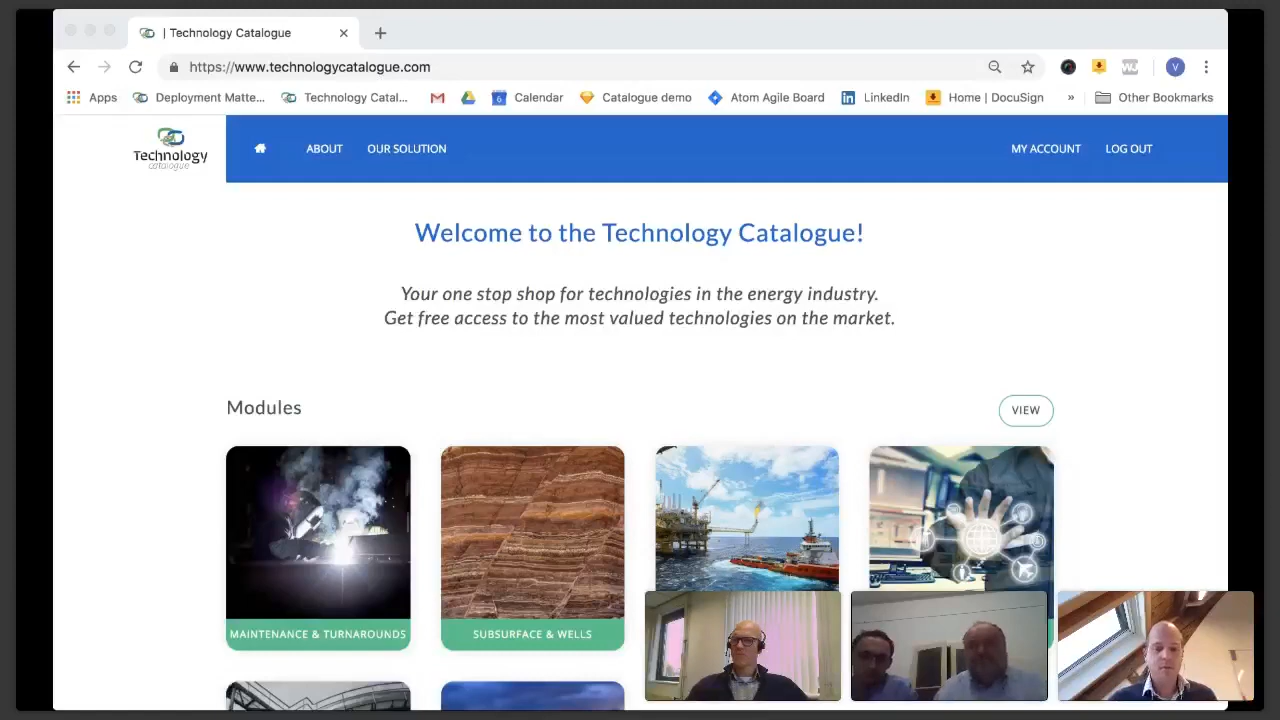 | Technology Catalogue
https://www.technologycatalogue.com
V
Apps
Deployment Matte...
Technology Catal...
6
Calendar
Catalogue demo
Atom Agile Board
LinkedIn
Home | DocuSign
»
Other Bookmarks
Technology
catalogue
ABOUT
OUR SOLUTION
MY ACCOUNT
LOG OUT
Welcome to the Technology Catalogue!
Your one stop shop for technologies in the energy industry.
Get free access to the most valued technologies on the market.
Modules
VIEW
MAINTENANCE & TURNAROUNDS
SUBSURFACE & WELLS